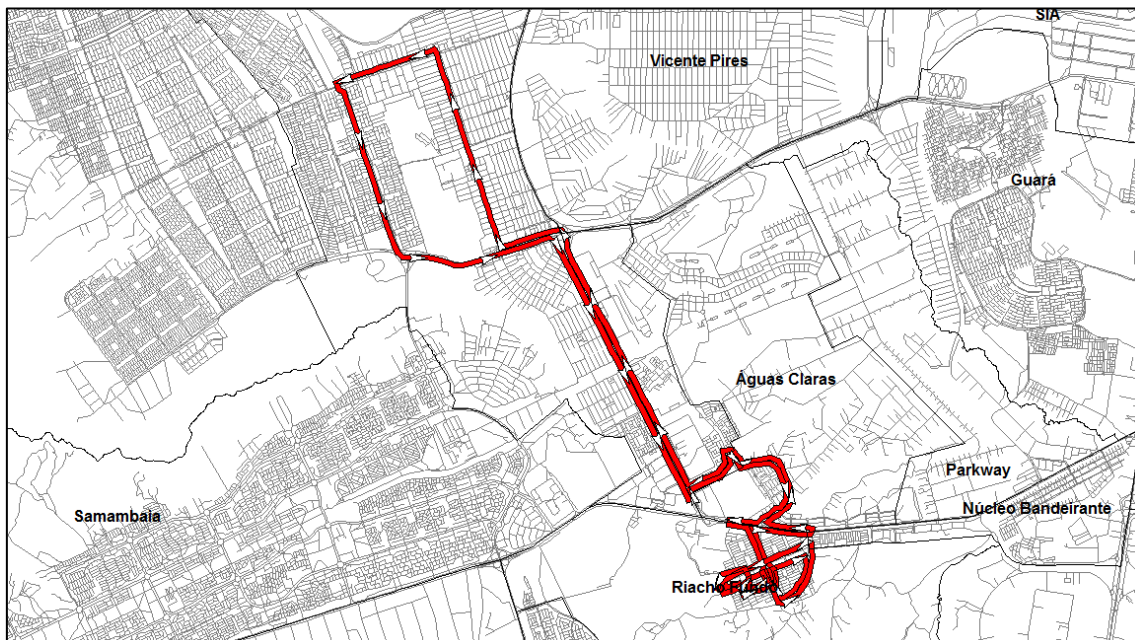 SIA
Vicente Pires
Guará
Águas Claras
Parkway
Núcleo Bandeirante
Samambaia
Riacho Fundo